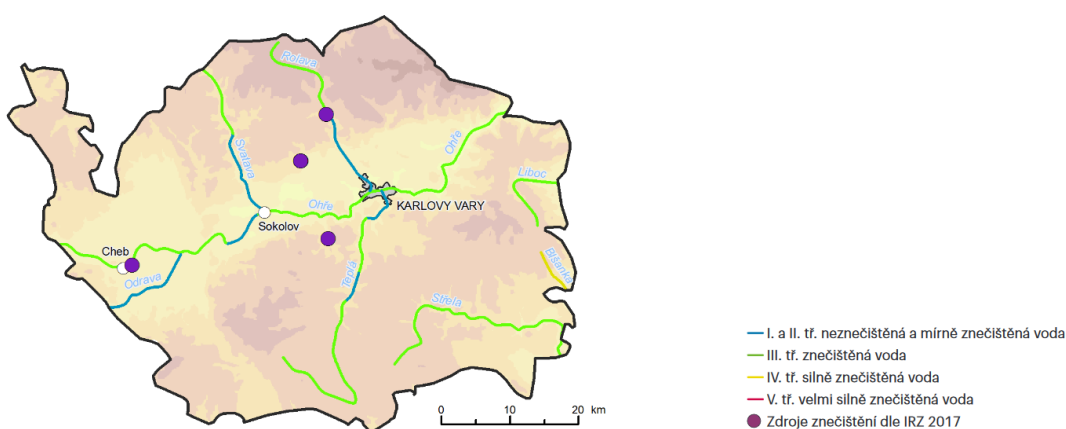 Rolava
Svatava
Ohře
Liboc
KARLOVY VARY
Ohře
Sokolov
Cheb
Odrava
Teplá
Blšanka
Střela
0 10 20 km
I. a II. tř. neznečištěná a mírně znečištěná voda
III. tř. znečištěná voda
IV. tř. silně znečištěná voda
V. tř. velmi silně znečištěná voda
Zdroje znečištění dle IRZ 2017